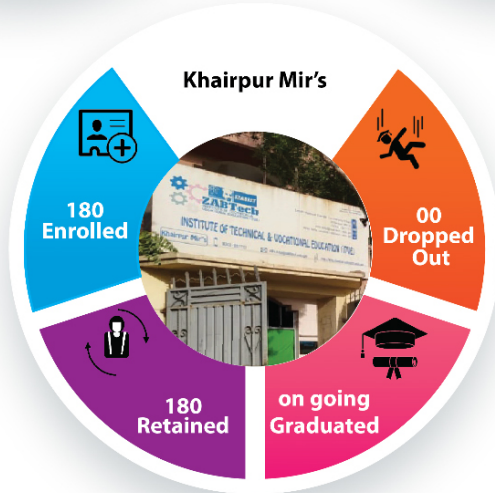 Khairpur Mir's
180
Enrolled
00
Dropped
Out
SZABIST
ZABTech
INSTITUTE OF TECHNICAL & VOCATIONAL EDUCATION
Khairpur Mir's
180
Retained
on going
Graduated